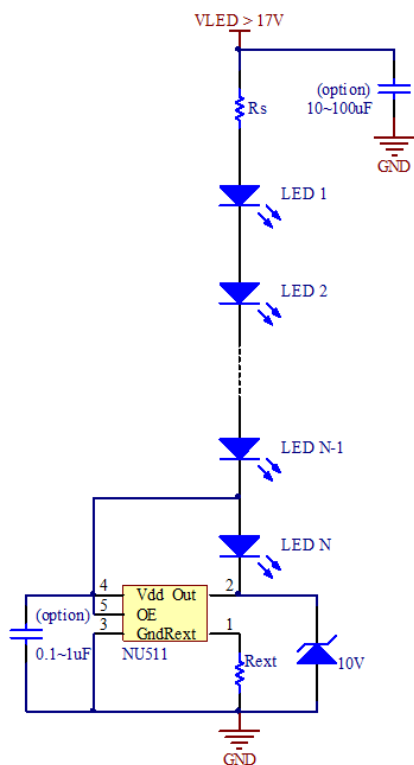 VLED > 17V
(option)
10~100uF
Rs
GND
LED 1
LED 2
LED N-1
LED N
4
Vdd Out
2
(option)
5
OE
3
GndRext
1
0.1~1uF
NU511
Rext
10V
GND